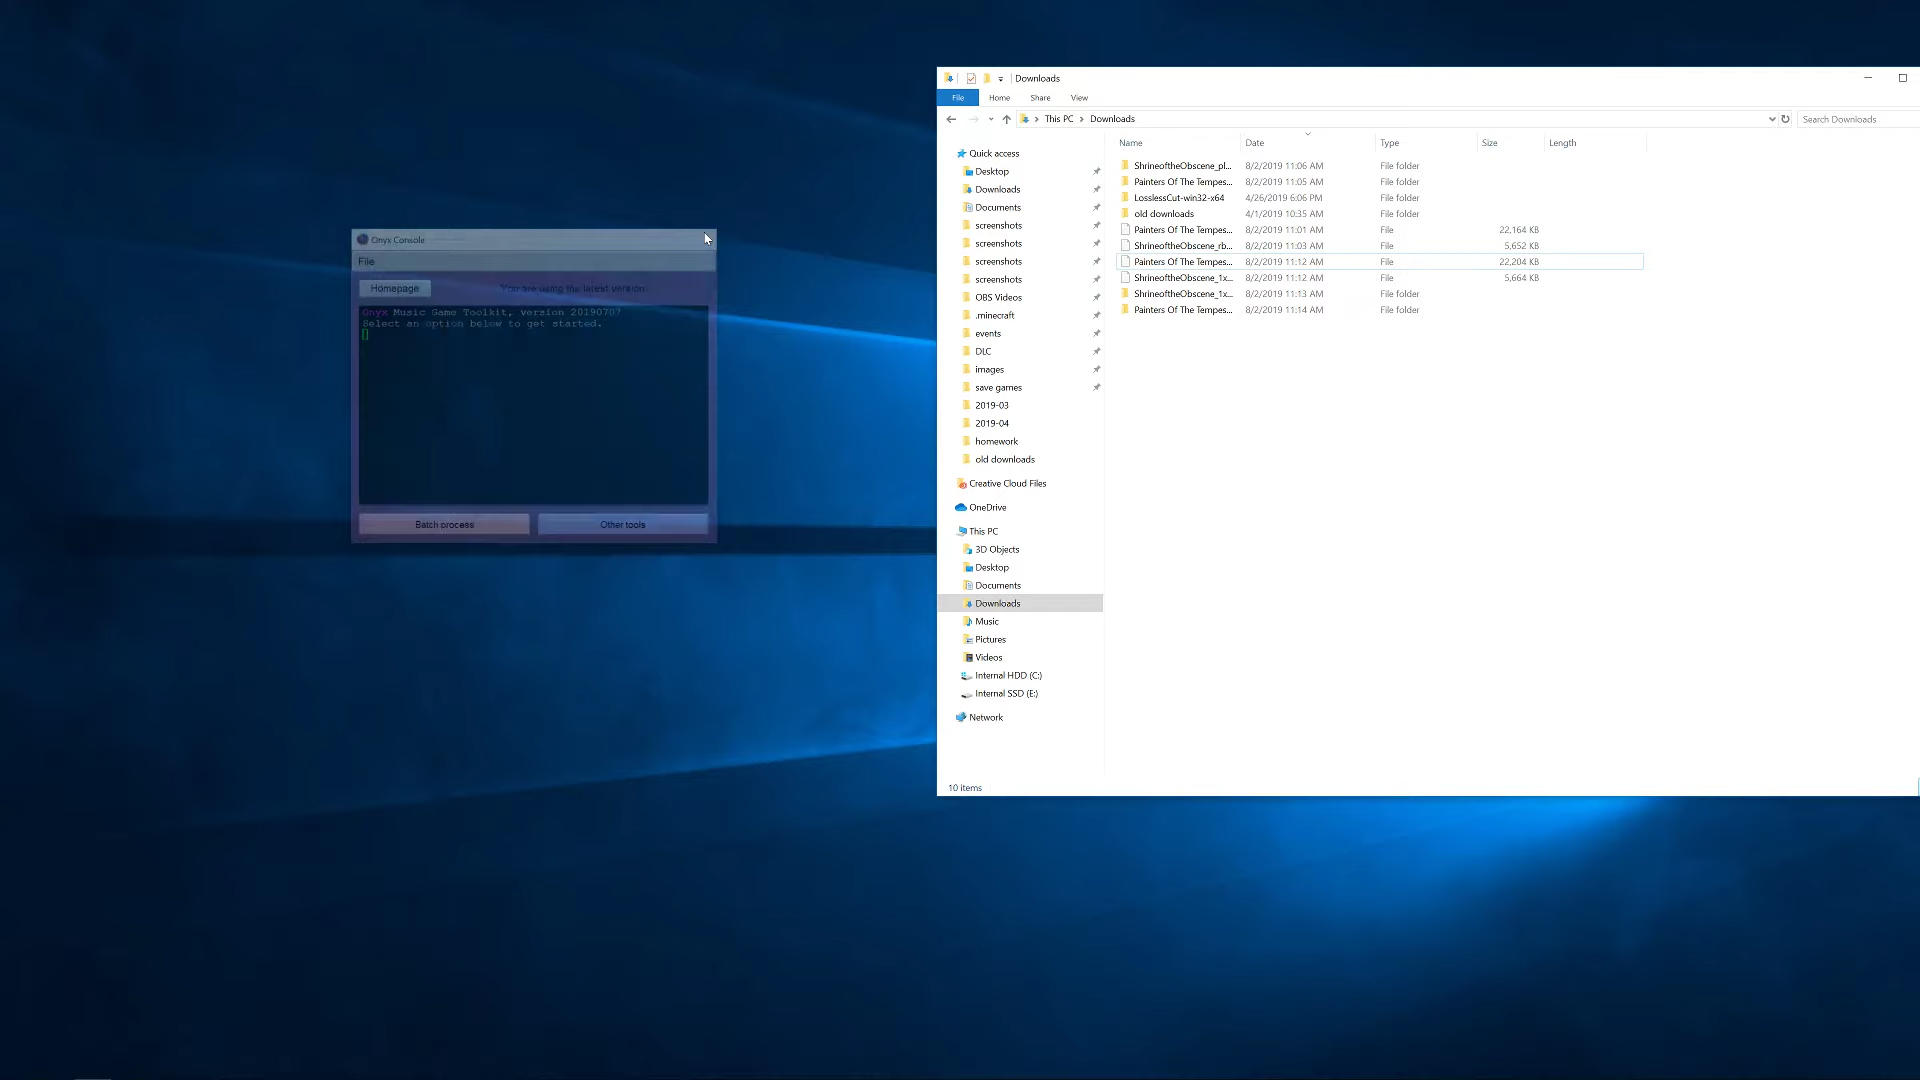 Onyx Console
File
Homepage
You are using the latest version.
Onyx Music Game Toolkit, version 20190707
Select an option below to get started.
Batch process
Other tools
Downloads
File Home Share View
This PC Downloads
Search Downloads
Name Date Type Size Length
ShrineoftheObscene_pl... 8/2/2019 11:06 AM File folder
Painters Of The Tempes... 8/2/2019 11:05 AM File folder
LosslessCut-win32-x64 4/26/2019 6:06 PM File folder
old downloads 4/1/2019 10:35 AM File folder
Painters Of The Tempes... 8/2/2019 11:01 AM File 22,164 KB
ShrineoftheObscene_rb... 8/2/2019 11:03 AM File 5,652 KB
Painters Of The Tempes... 8/2/2019 11:12 AM File 22,204 KB
ShrineoftheObscene_1x... 8/2/2019 11:12 AM File 5,664 KB
ShrineoftheObscene_1x... 8/2/2019 11:13 AM File folder
Painters Of The Tempes... 8/2/2019 11:14 AM File folder
Quick access
Desktop
Downloads
Documents
screenshots
screenshots
screenshots
screenshots
OBS Videos
.minecraft
events
DLC
images
save games
2019-03
2019-04
homework
old downloads
Creative Cloud Files
OneDrive
This PC
3D Objects
Desktop
Documents
Downloads
Music
Pictures
Videos
Internal HDD (C:)
Internal SSD (E:)
Network
10 items